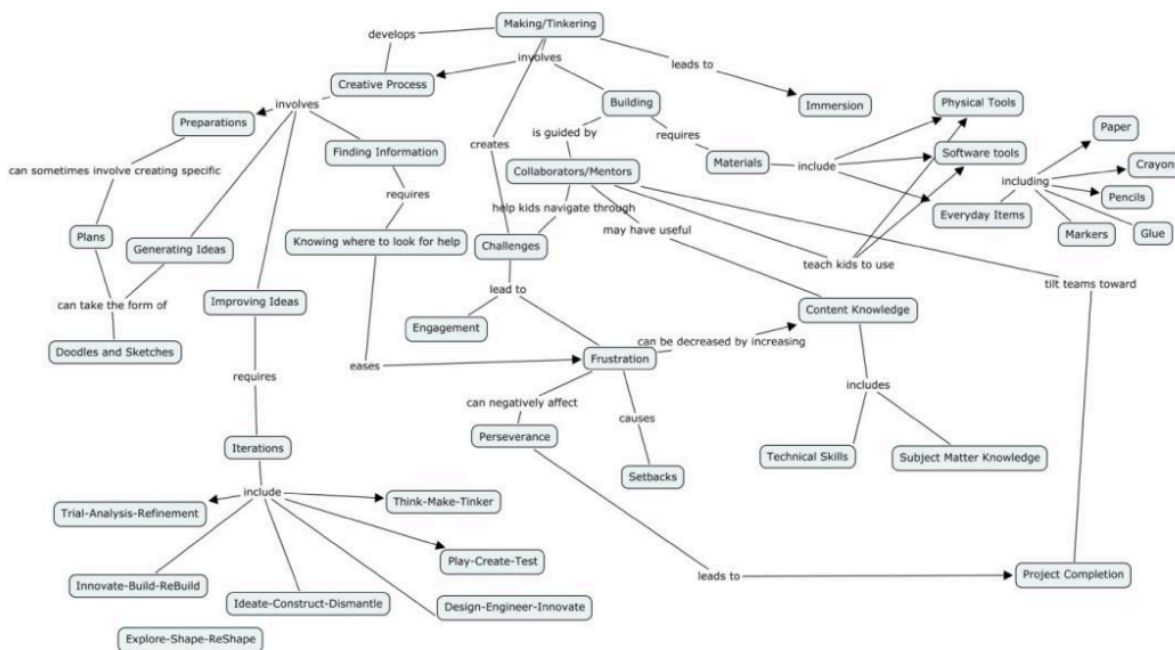 Making/Tinkering
develops
involves
leads to
Creative Process
Immersion
Building
Physical Tools
involves
Preparations
is guided by
requires
Paper
creates
Finding Information
Materials
include
Software tools
Crayons
can sometimes involve creating specific
Collaborators/Mentors
including
Pencils
requires
help kids navigate through
Everyday Items
may have useful
Markers
Glue
Plans
Generating Ideas
Knowing where to look for help
Challenges
teach kids to use
tilt teams toward
can take the form of
Improving Ideas
lead to
Content Knowledge
Engagement
can be decreased by increasing
Doodles and Sketches
eases
Frustration
requires
includes
can negatively affect
causes
Perseverance
Iterations
Technical Skills
Subject Matter Knowledge
Setbacks
include
Think-Make-Tinker
Trial-Analysis-Refinement
Play-Create-Test
leads to
Project Completion
Innovate-Build-ReBuild
Ideate-Construct-Dismantle
Design-Engineer-Innovate
Explore-Shape-ReShape